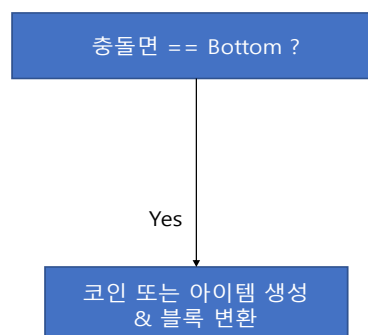 충돌면 == Bottom ?
Yes
코인 또는 아이템 생성
& 블록 변환